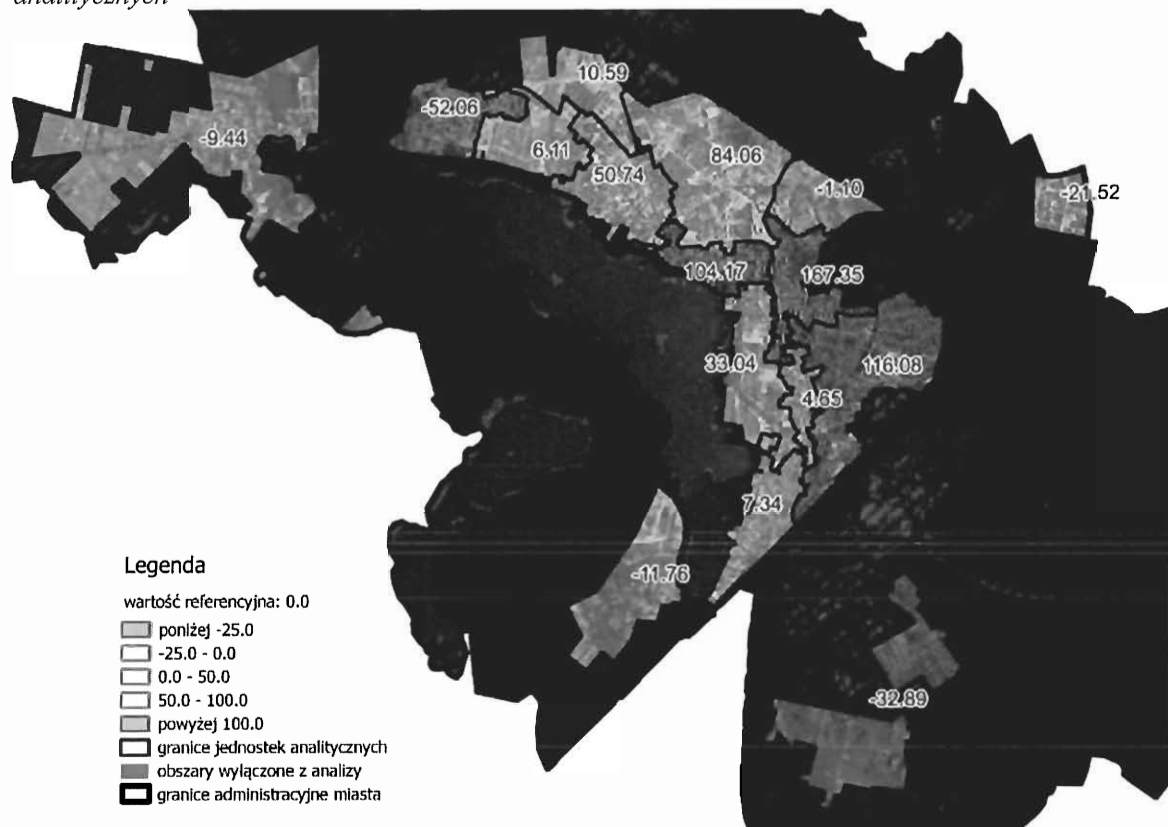 analitycznych
10.59
-52.06
-9.44
6.11
84.06
50.74
-1.10
-21.52
104.17
167.35
33.04
116.08
4.65
7.34
-11.76
-32.89
Legenda
wartość referencyjna: 0.0
poniżej -25.0
-25.0 - 0.0
0.0 - 50.0
50.0 - 100.0
powyżej 100.0
granice jednostek analitycznych
obszary wyłączone z analizy
granice administracyjne miasta